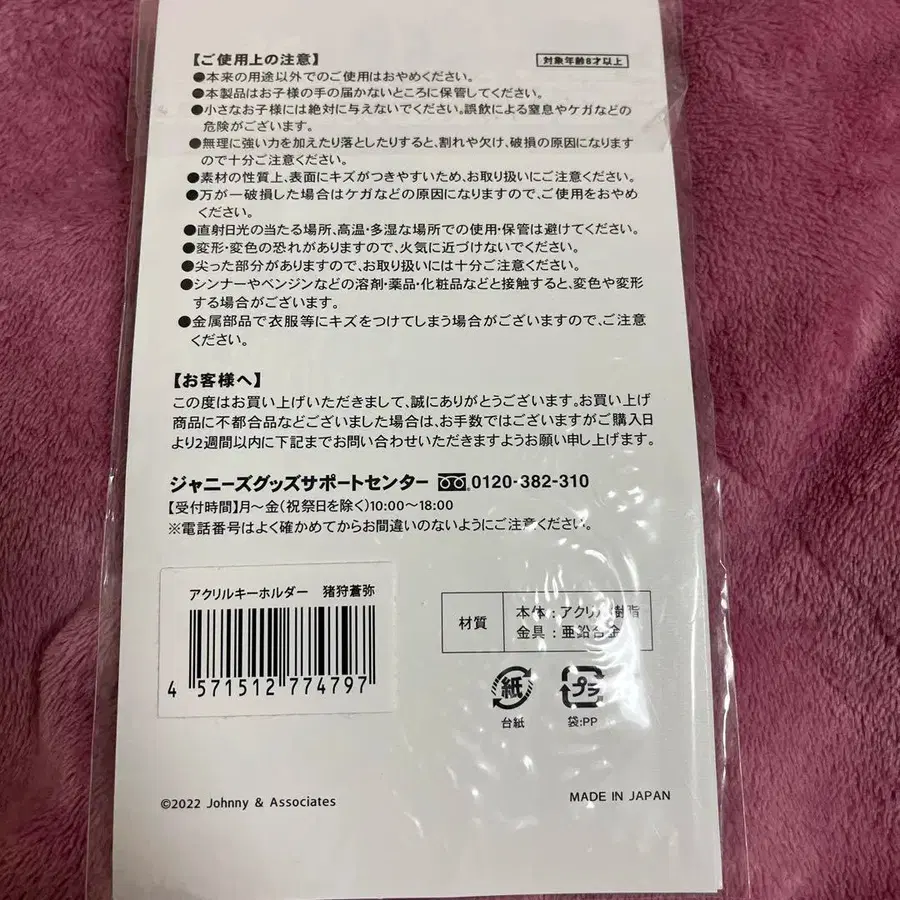 【ご使用上の注意】
対象年齢8才以上
●本来の用途以外でのご使用はおやめください。
●本製品はお子様の手の届かないところに保管してください。
●小さなお子様には絶対に与えないでください。誤飲による窒息やケガなどの
危険がございます。
●無理に強い力を加えたり落としたりすると、割れや欠け、破損の原因になります
ので十分ご注意ください。
●素材の性質上、表面にキズがつきやすいため、お取り扱いにご注意ください。
●万が一破損した場合はケガなどの原因になりますので、ご使用をおやめ
ください。
●直射日光の当たる場所、高温・多湿な場所での使用・保管は避けてください。
●変形・変色の恐れがありますので、火気に近づけないでください。
●尖った部分がありますので、お取り扱いには十分ご注意ください。
●シンナーやベンジンなどの溶剤・薬品・化粧品などと接触すると、変色や変形
する場合がございます。
●金属部品で衣服等にキズをつけてしまう場合がございますので、ご注意
ください。
【お客様へ】
この度はお買い上げいただきまして、誠にありがとうございます。お買い上げ
商品に不都合品などございました場合は、お手数ではございますがご購入日
より2週間以内に下記までお問い合わせいただきますようお願い申し上げます。
ジャニーズグッズサポートセンター 0120-382-310
【受付時間】月〜金(祝祭日を除く)10:00〜18:00
※電話番号はよく確かめてからお間違いのないようにご注意ください。
アクリルキーホルダー 猪狩蒼弥
4 571512 774797
材質
本体：アクリル樹脂
金具：亜鉛合金
紙
台紙
プラ
袋:PP
©2022 Johnny & Associates
MADE IN JAPAN